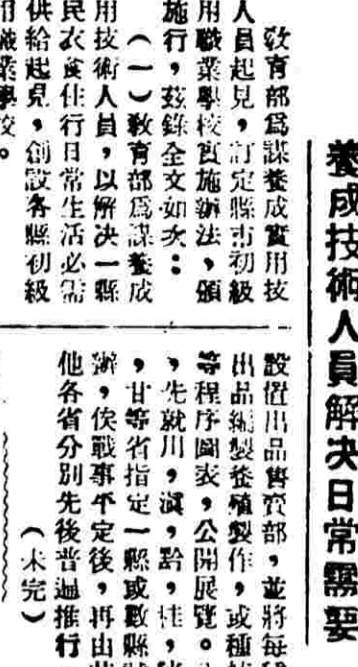 養成技術人員解决日常需要
敎育部爲謀養成實用技
人員起見,訂定縣市初級
用職業學校實施辦法,頒
施行,茲錄全文如次:
(一)敎育部爲謀養成
用技術人員,以解决一縣
民衣食住行日常生活必需
供給起見,創設各縣初級
用職業學校。
設置出品售賣部,並將每
出品編製養殖製作,或種
等程序圖表,公開展覽。
,先就川,滇,黔,桂,
,甘等省指定一縣或數縣
辦,俟戰事平定後,再由
他各省分別先後普遍推行
(未完)